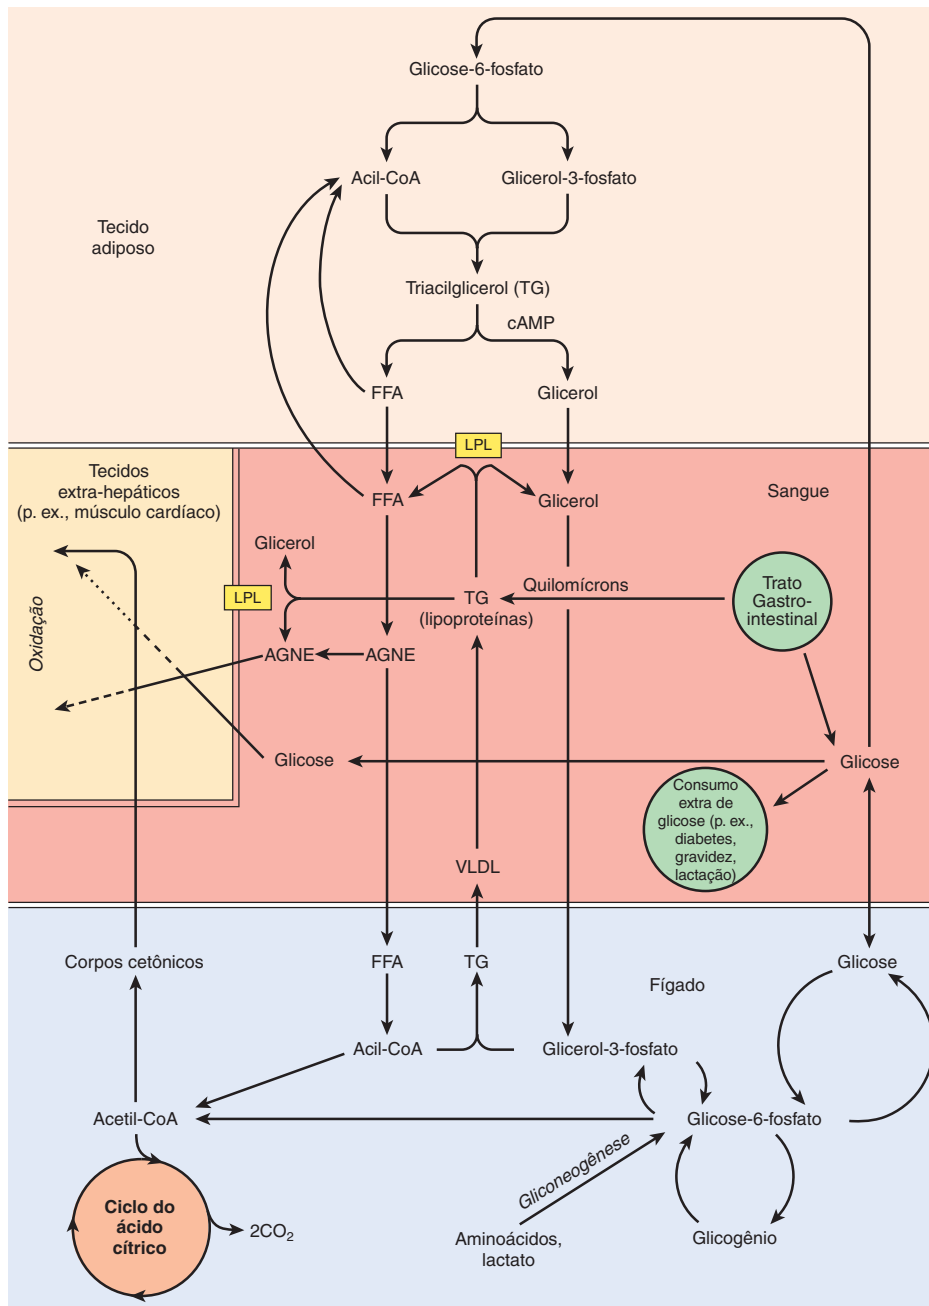 Glicose-6-fosfato
Acil-CoA
Glicerol-3-fosfato
Tecido
adiposo
Triacilglicerol (TG)
cAMP
FFA
Glicerol
LPL
Tecidos
extra-hepáticos
(p. ex., músculo cardíaco)
FFA
Glicerol
Sangue
Glicerol
Oxidação
LPL
TG
(lipoproteínas)
Quilomícrons
Trato
Gastro-
intestinal
AGNE
AGNE
Glicose
Glicose
Consumo
extra de
glicose (p. ex.,
diabetes,
gravidez,
lactação)
VLDL
Corpos cetônicos
FFA
TG
Fígado
Glicose
Acil-CoA
Glicerol-3-fosfato
Acetil-CoA
Glicose-6-fosfato
Gliconeogênese
Ciclo do
ácido
cítrico
2CO₂
Aminoácidos,
lactato
Glicogênio